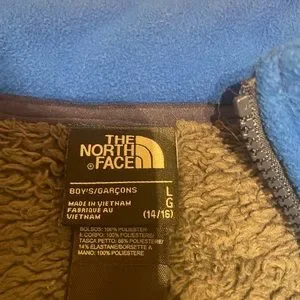 THE
NORTH
FACE
®
BOY'S/GARÇONS
L
G
(14/16)
MADE IN VIETNAM
FABRIQUÉ AU
VIETNAM
BOLSOS: 100% POLIESTER
E CORPO: 100% POLIESTERE/
TASCA PETTO: 86% POLIESTERE/
14% ELASTANE/BORSETTE A
MANO: 100% POLIESTERE